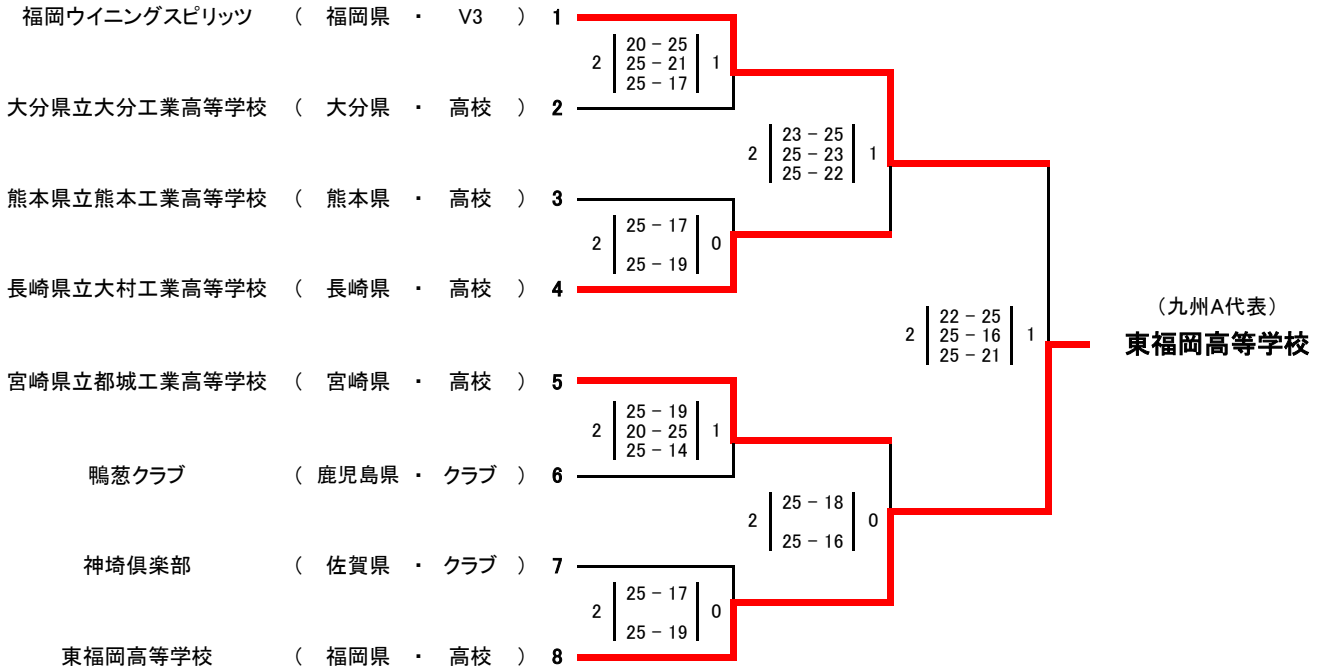 福岡ウイニングスピリッツ （ 福岡県 ・ V3 ） 1
2 20 － 25 1
25 － 21
25 － 17
大分県立大分工業高等学校 （ 大分県 ・ 高校 ） 2
2 23 － 25 1
25 － 23
25 － 22
熊本県立熊本工業高等学校 （ 熊本県 ・ 高校 ） 3
2 25 － 17 0
25 － 19
長崎県立大村工業高等学校 （ 長崎県 ・ 高校 ） 4
2 22 － 25 1
25 － 16
25 － 21
（九州A代表）
東福岡高等学校
宮崎県立都城工業高等学校 （ 宮崎県 ・ 高校 ） 5
2 25 － 19 1
20 － 25
25 － 14
鴨葱クラブ （ 鹿児島県 ・ クラブ ） 6
2 25 － 18 0
25 － 16
神埼倶楽部 （ 佐賀県 ・ クラブ ） 7
2 25 － 17 0
25 － 19
東福岡高等学校 （ 福岡県 ・ 高校 ） 8